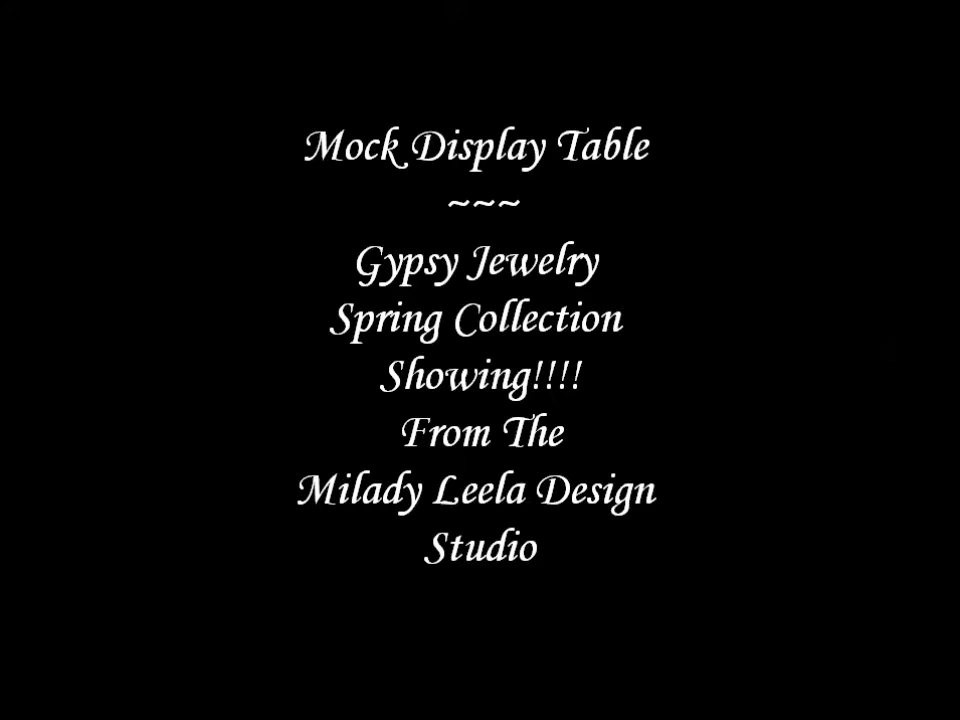 Mock Display Table
~~~
Gypsy Jewelry
Spring Collection
Showing!!!!
From The
Milady Leela Design
Studio